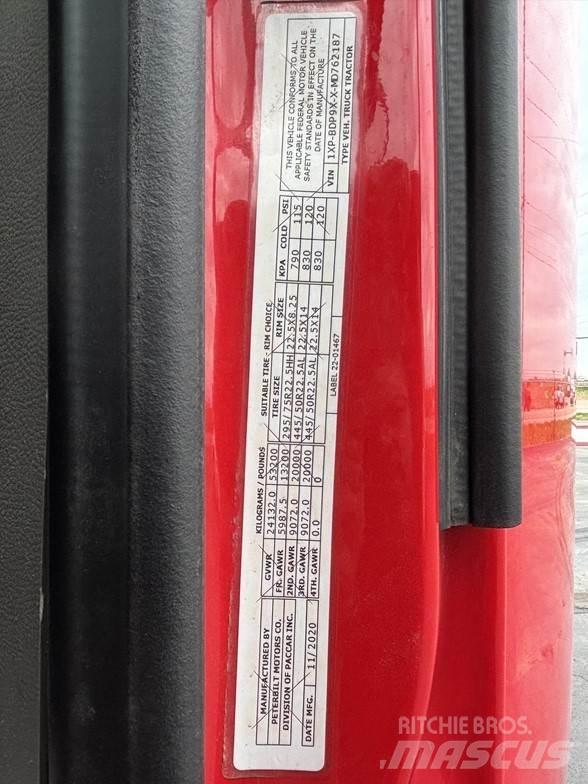 MANUFACTURED BY
PETERBILT MOTORS CO.
DIVISION OF PACCAR INC.
DATE MFG. 11/2020
KILOGRAMS / POUNDS
GVWR 24132.0 53200
FR. GAWR 5987.5 13200
2ND. GAWR 9072.0 20000
3RD. GAWR 9072.0 20000
4TH. GAWR 0.0 0
SUITABLE TIRE - RIM CHOICE
TIRE SIZE RIM SIZE KPA COLD PSI
295/75R22.5HH 22.5X8.25 790 115
445/50R22.5AL 22.5X14 830 120
445/50R22.5AL 22.5X14 830 120
LABEL 22-01467
THIS VEHICLE CONFORMS TO ALL
APPLICABLE FEDERAL MOTOR VEHICLE
SAFETY STANDARDS IN EFFECT ON THE
DATE OF MANUFACTURE
VIN 1XP-BDP9X-X-MD762187
TYPE VEH. TRUCK TRACTOR
RITCHIE BROS.
MASCUS